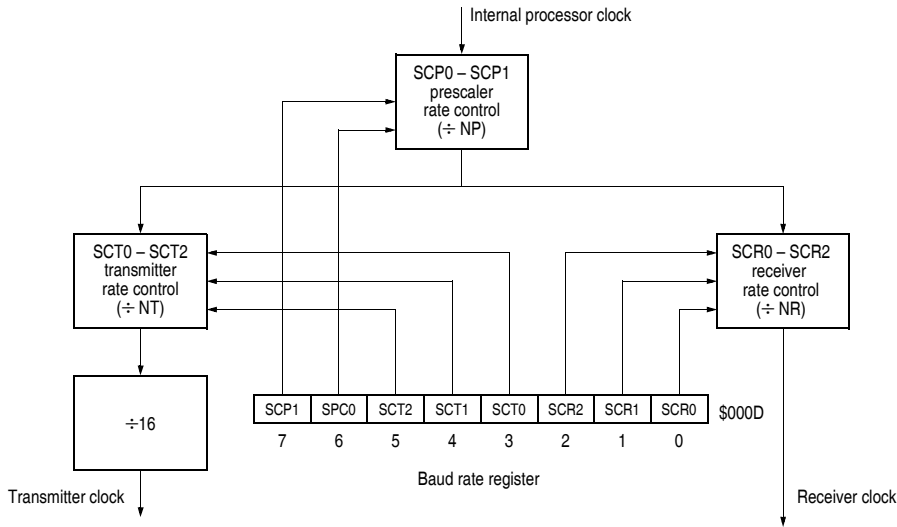 Internal processor clock
SCP0 – SCP1
prescaler
rate control
(÷ NP)
SCT0 – SCT2
transmitter
rate control
(÷ NT)
SCR0 – SCR2
receiver
rate control
(÷ NR)
÷16
SCP1 SPC0 SCT2 SCT1 SCT0 SCR2 SCR1 SCR0 $000D
7 6 5 4 3 2 1 0
Baud rate register
Transmitter clock
Receiver clock